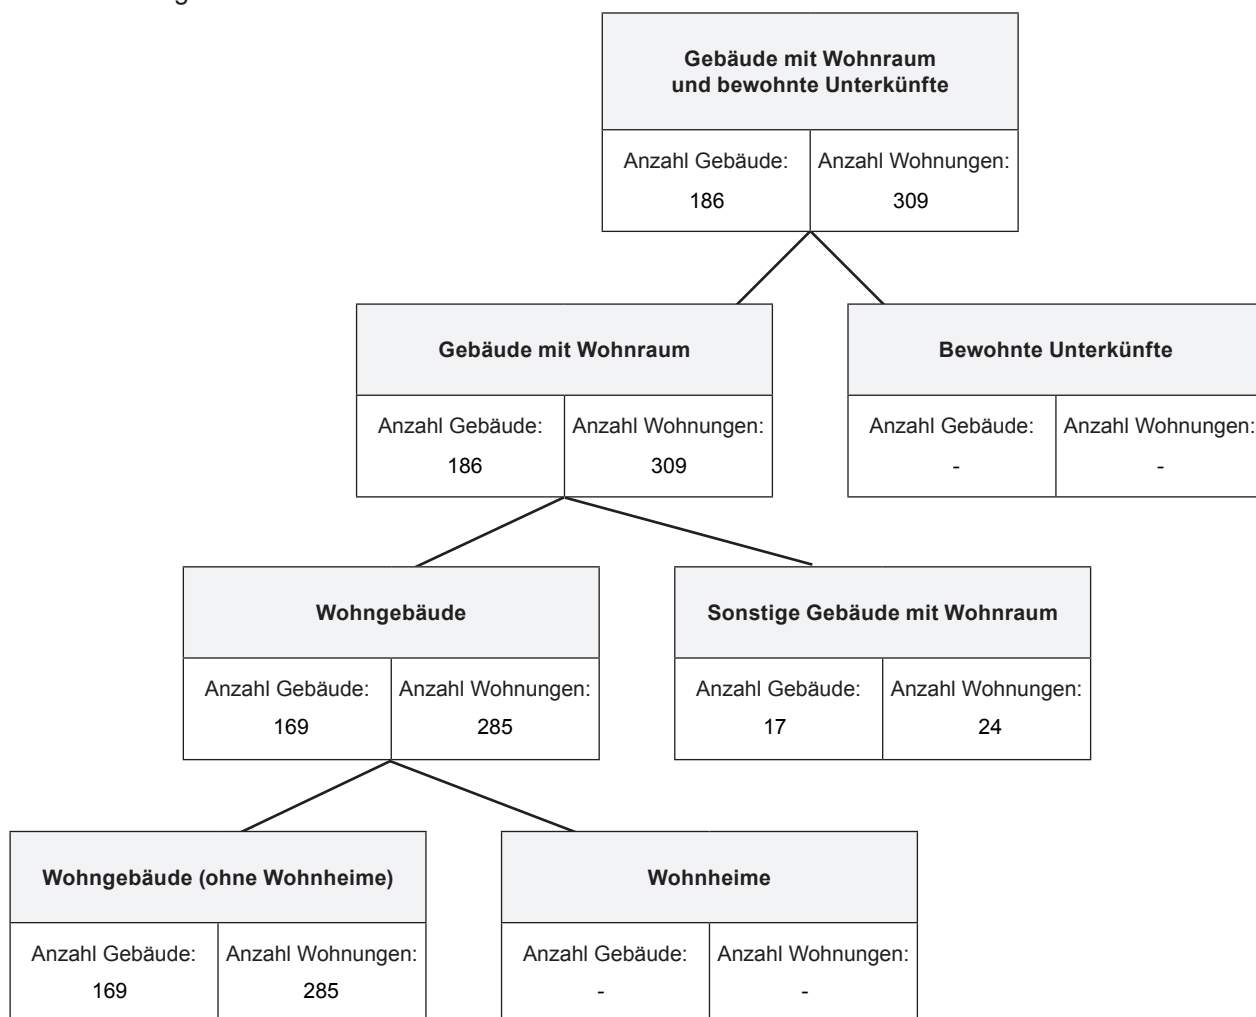 Gebäude mit Wohnraum
und bewohnte Unterkünfte
Anzahl Gebäude: Anzahl Wohnungen:
186 309
Gebäude mit Wohnraum Bewohnte Unterkünfte
Anzahl Gebäude: Anzahl Wohnungen: Anzahl Gebäude: Anzahl Wohnungen:
186 309 - -
Wohngebäude Sonstige Gebäude mit Wohnraum
Anzahl Gebäude: Anzahl Wohnungen: Anzahl Gebäude: Anzahl Wohnungen:
169 285 17 24
Wohngebäude (ohne Wohnheime) Wohnheime
Anzahl Gebäude: Anzahl Wohnungen: Anzahl Gebäude: Anzahl Wohnungen:
169 285 - -